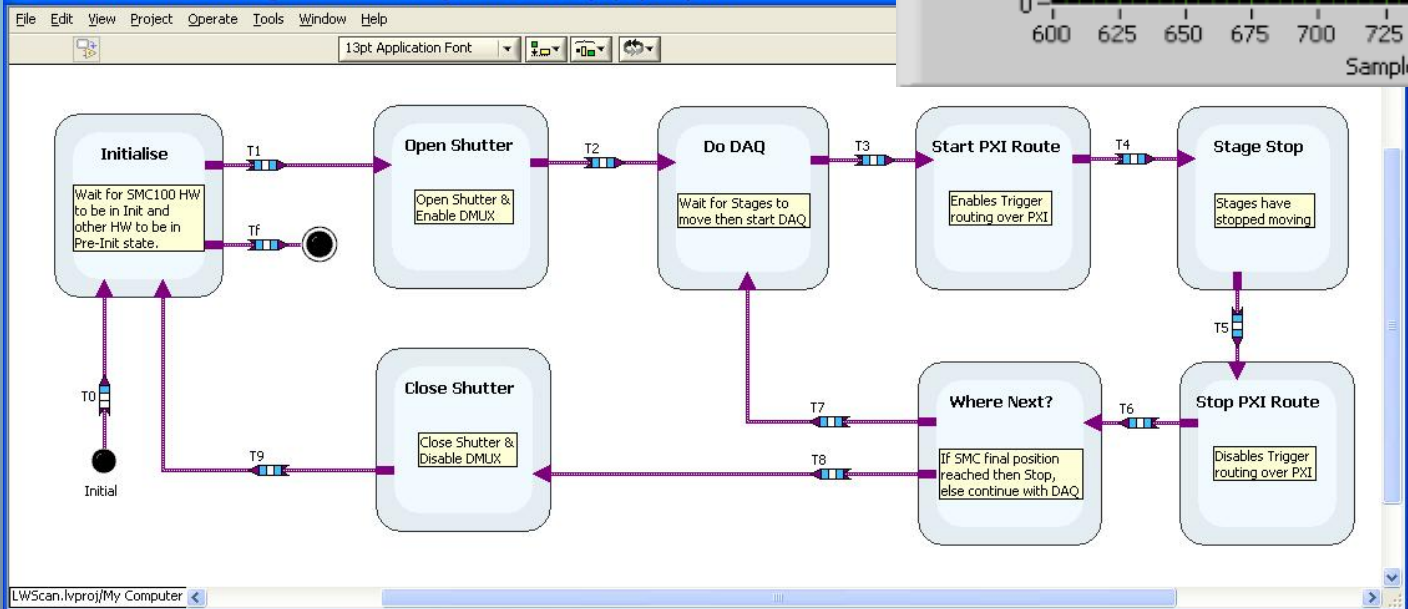 File Edit View Project Operate Tools Window Help
13pt Application Font
0
600 625 650 675 700 725
Sample
Initialise
Wait for SMC100 HW
to be in Init and
other HW to be in
Pre-Init state.
T1
Tf
Open Shutter
Open Shutter &
Enable DMUX
T2
Do DAQ
Wait for Stages to
move then start DAQ
T3
Start PXI Route
Enables Trigger
routing over PXI
T4
Stage Stop
Stages have
stopped moving
T5
Stop PXI Route
Disables Trigger
routing over PXI
T6
Where Next?
If SMC final position
reached then Stop,
else continue with DAQ
T7
T8
Close Shutter
Close Shutter &
Disable DMUX
T9
T0
Initial
LWScan.lvproj/My Computer